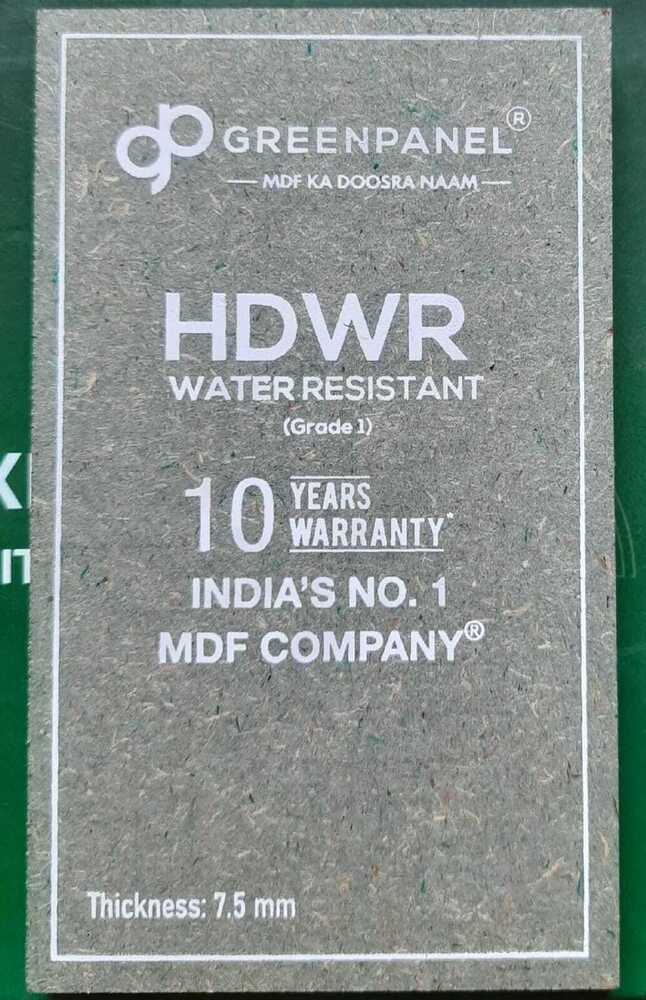 gp GREENPANEL®
MDF KA DOOSRA NAAM
HDWR
WATER RESISTANT
(Grade 1)
10 YEARS
WARRANTY*
INDIA'S NO. 1
MDF COMPANY®
Thickness: 7.5 mm